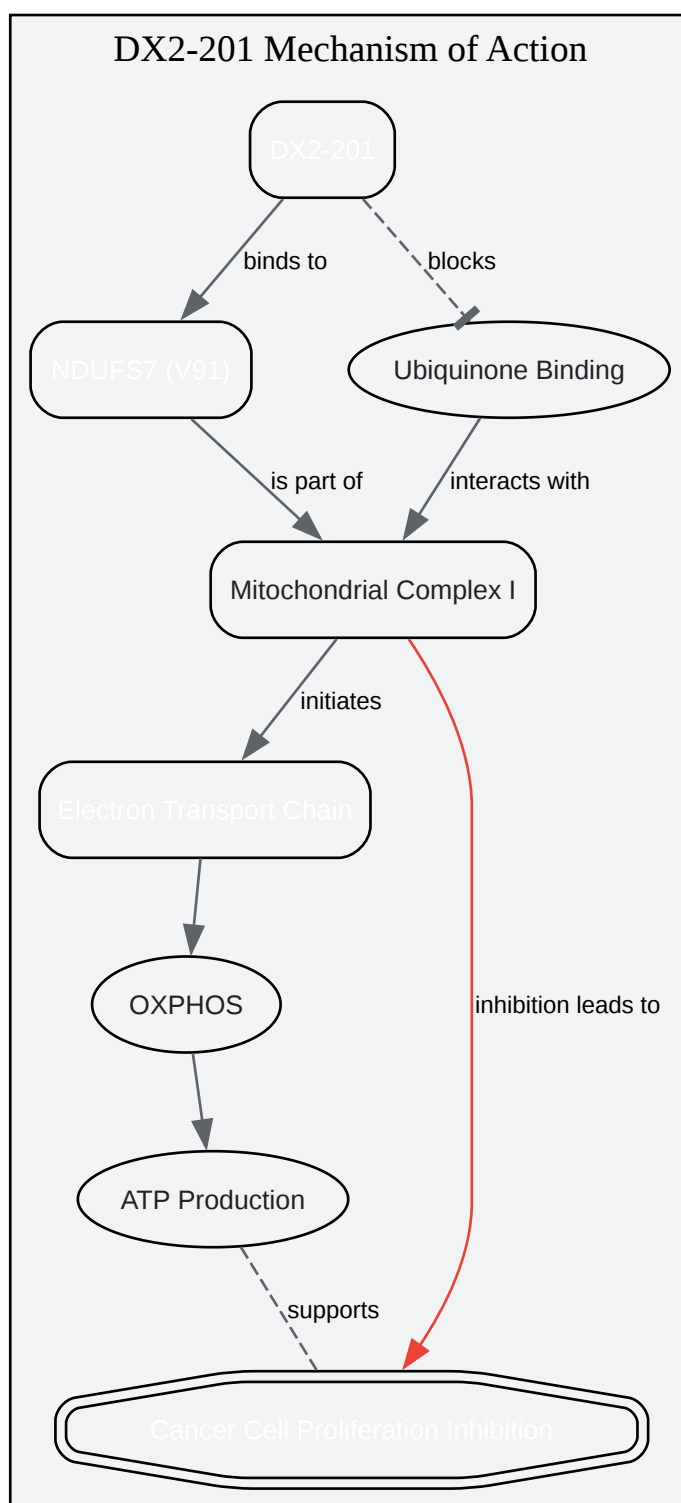 DX2-201 Mechanism of Action
DX2-201
binds to
blocks
NDUFS7 (V91)
Ubiquinone Binding
is part of
interacts with
Mitochondrial Complex I
initiates
Electron Transport Chain
OXPHOS
inhibition leads to
ATP Production
supports
Cancer Cell Proliferation Inhibition